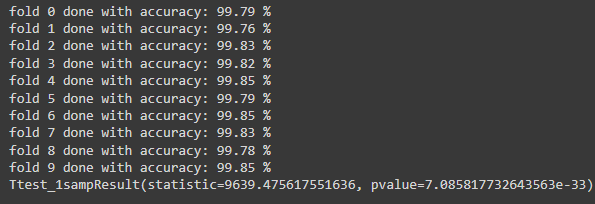 fold 0 done with accuracy: 99.79 %
fold 1 done with accuracy: 99.76 %
fold 2 done with accuracy: 99.83 %
fold 3 done with accuracy: 99.82 %
fold 4 done with accuracy: 99.85 %
fold 5 done with accuracy: 99.79 %
fold 6 done with accuracy: 99.85 %
fold 7 done with accuracy: 99.83 %
fold 8 done with accuracy: 99.78 %
fold 9 done with accuracy: 99.85 %
Ttest_1sampResult(statistic=9639.475617551636, pvalue=7.085817732643563e-33)